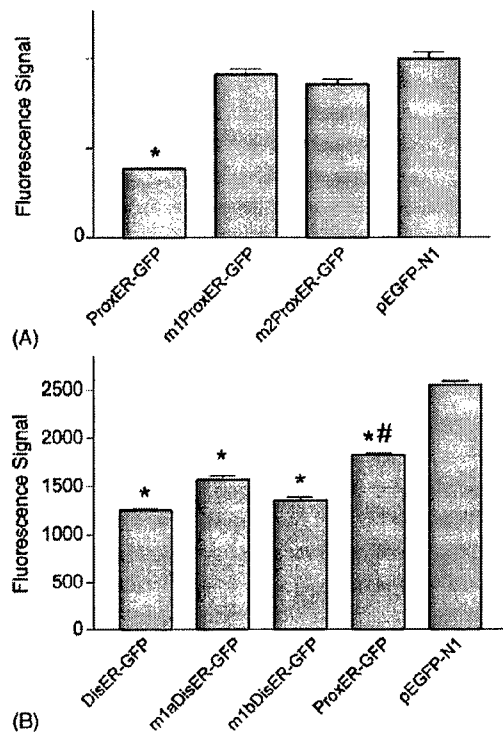 Fluorescence Signal
0
*
ProxER-GFP
m1ProxER-GFP
m2ProxER-GFP
pEGFP-N1
(A)
Fluorescence Signal
2500
2000
1500
1000
500
0
*
*
*
*#
DisER-GFP
m1aDisER-GFP
m1bDisER-GFP
ProxER-GFP
pEGFP-N1
(B)